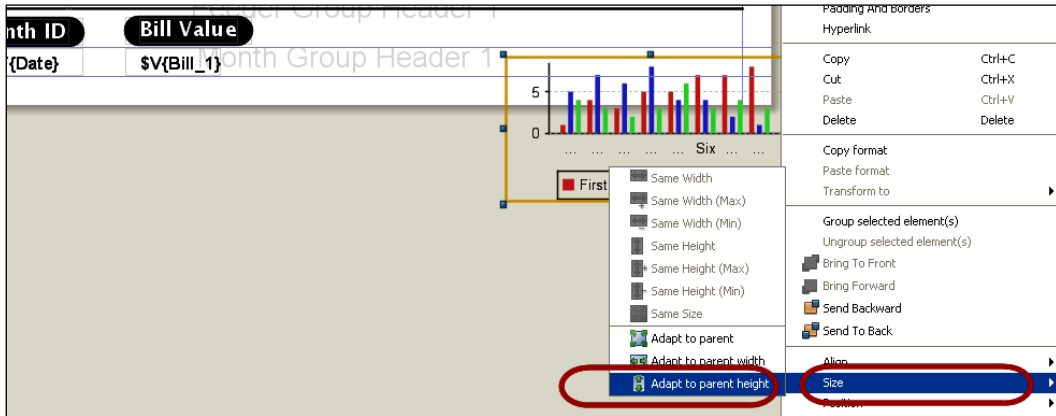 Feeder Group Header 1
nth ID
Bill Value
{Date}
$V{Bill_1}
Month Group Header 1
5
0
... ... ... ... ... Six ... ...
First
Same Width
Same Width (Max)
Same Width (Min)
Same Height
Same Height (Max)
Same Height (Min)
Same Size
Adapt to parent
Adapt to parent width
Adapt to parent height
Padding And Borders
Hyperlink
Copy Ctrl+C
Cut Ctrl+X
Paste Ctrl+V
Delete Delete
Copy format
Paste format
Transform to
Group selected element(s)
Ungroup selected element(s)
Bring To Front
Bring Forward
Send Backward
Send To Back
Align
Size
Position